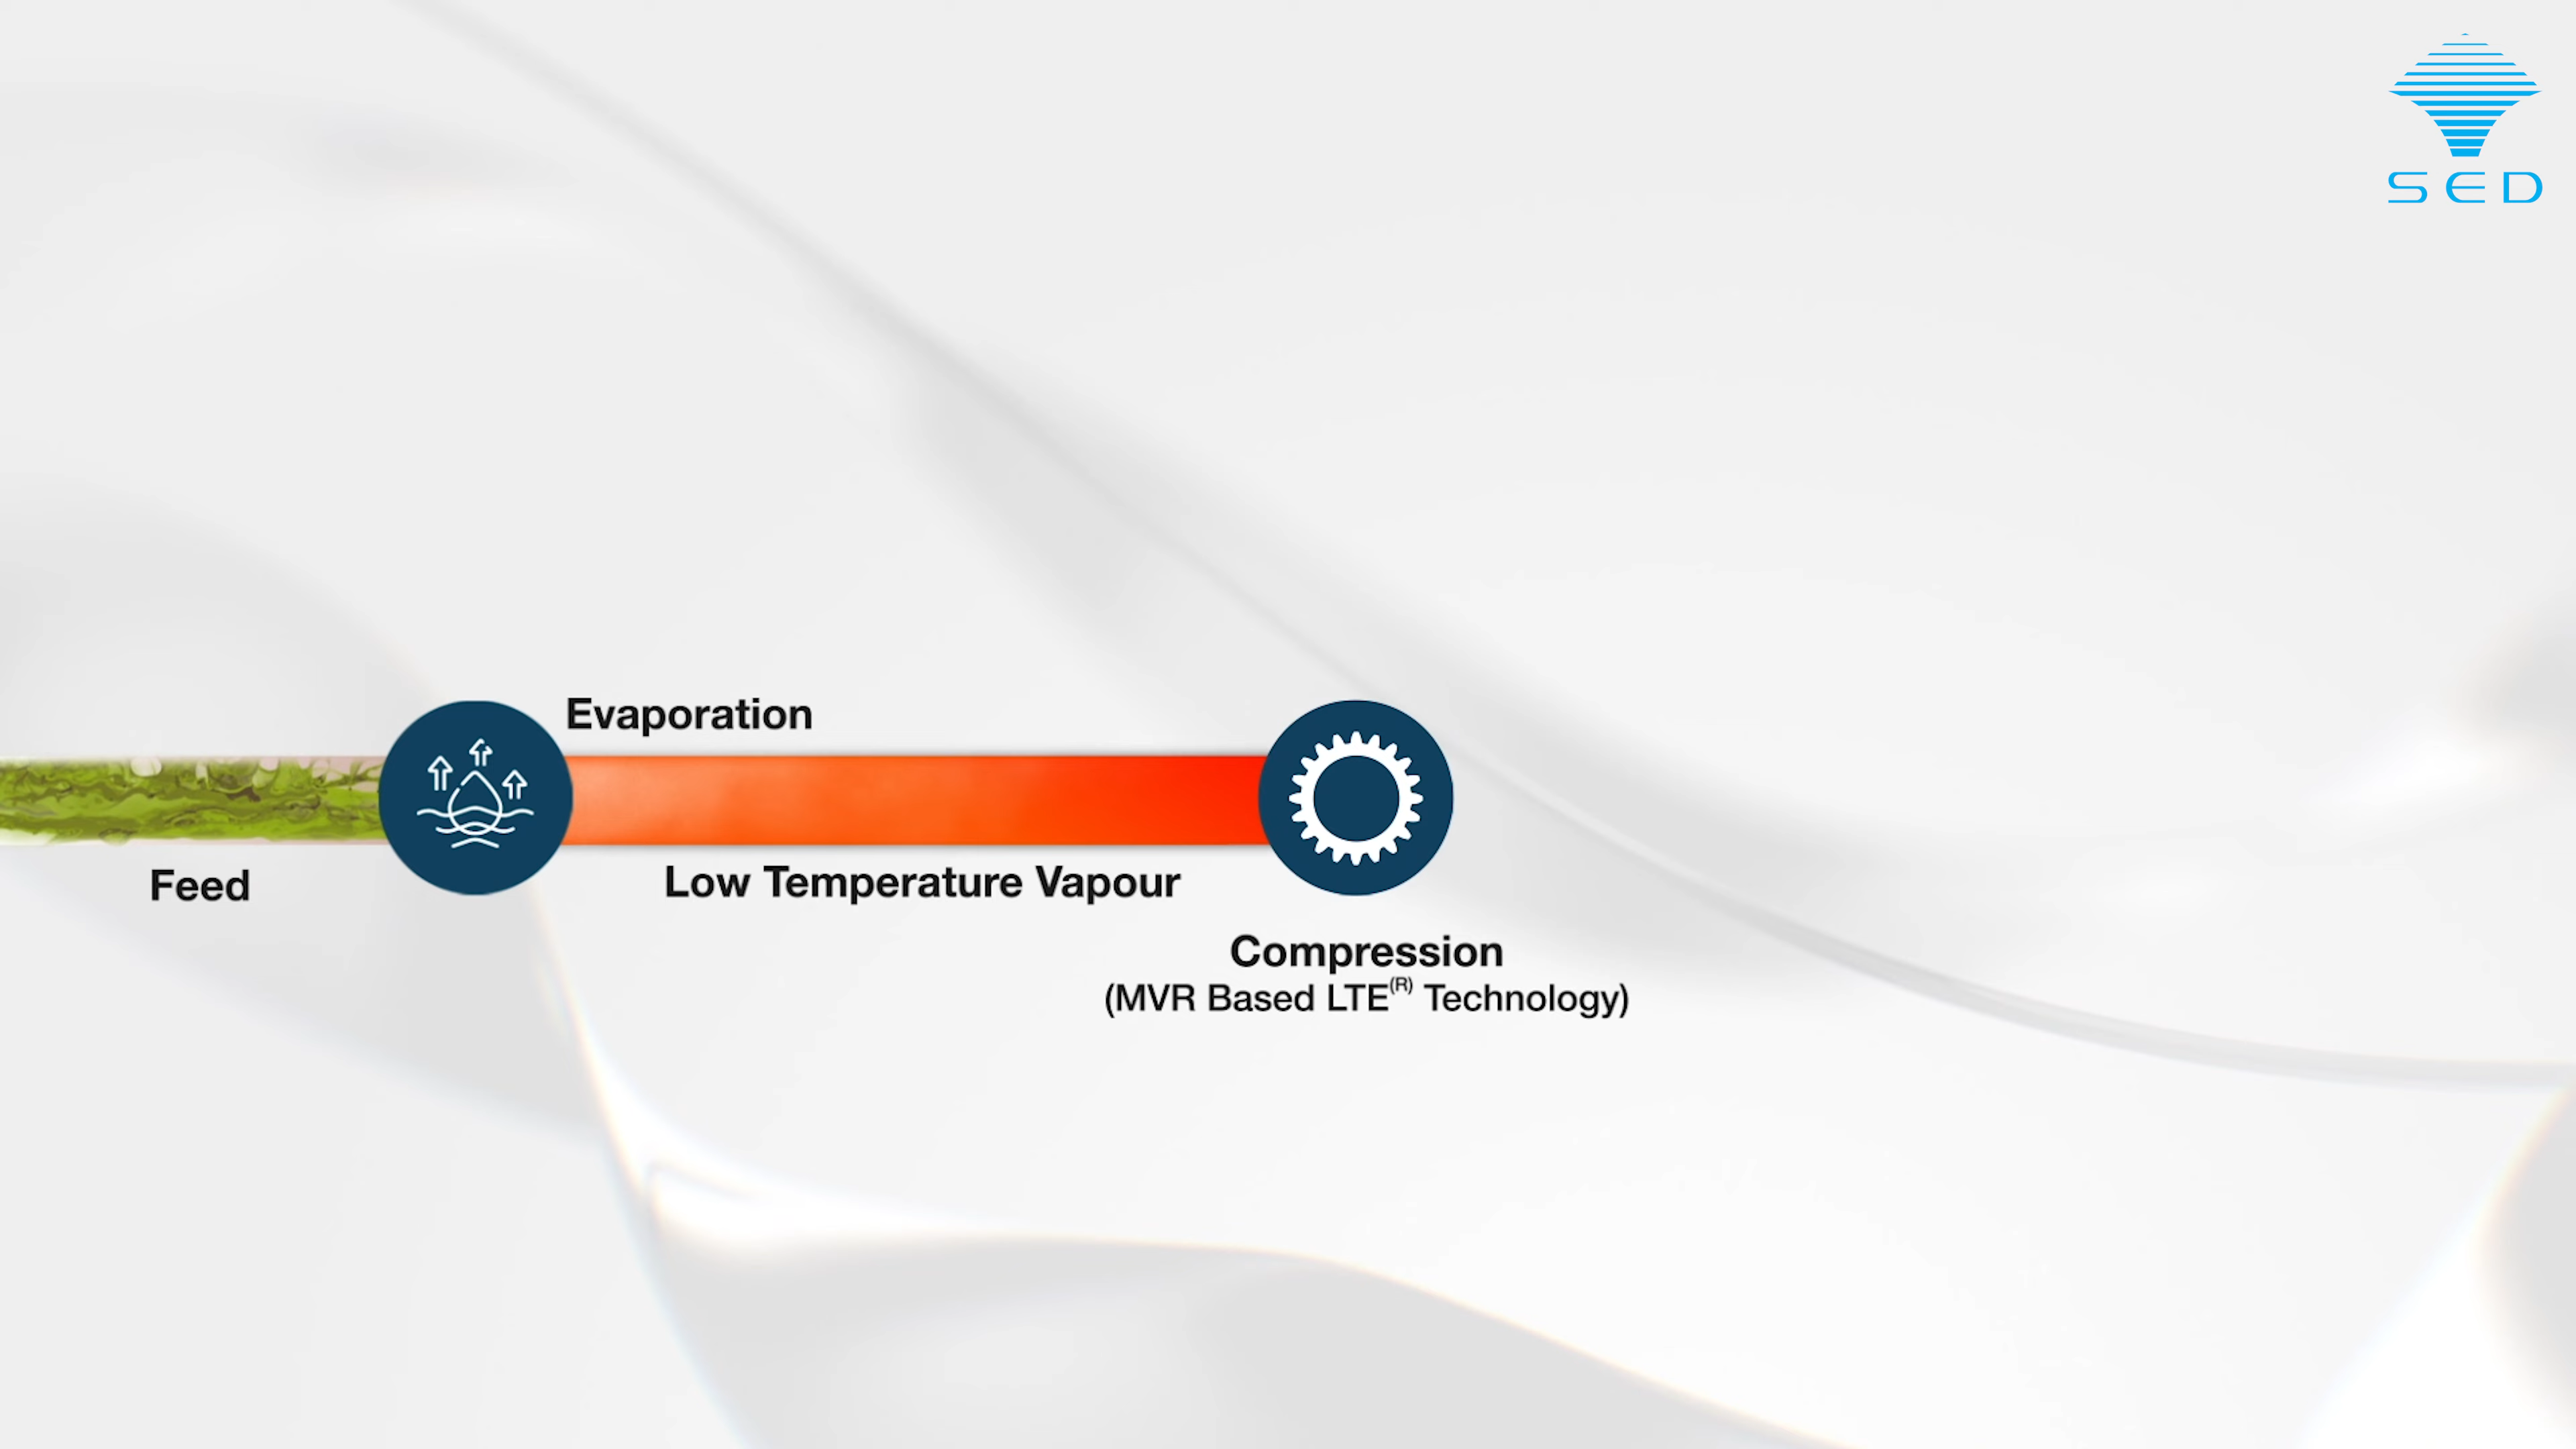 SED
Evaporation
Feed
Low Temperature Vapour
Compression
(MVR Based LTE(R) Technology)